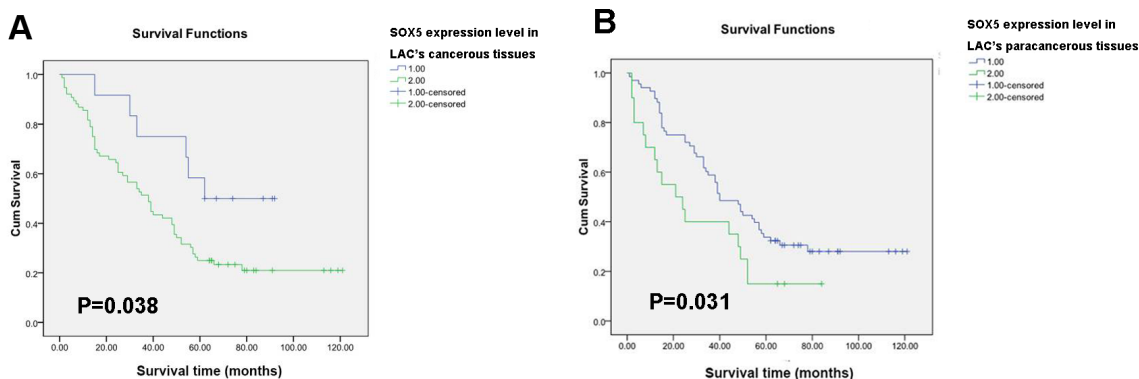 A
Survival Functions
SOX5 expression level in
LAC's cancerous tissues
1.00
2.00
1.00-censored
2.00-censored
1.0
0.8
0.6
0.4
0.2
0.0
Cum Survival
P=0.038
0.00 20.00 40.00 60.00 80.00 100.00 120.00
Survival time (months)
B
Survival Functions
SOX5 expression level in
LAC's paracancerous tissues
1.00
2.00
1.00-censored
2.00-censored
1.0
0.8
0.6
0.4
0.2
0.0
Cum Survival
P=0.031
0.00 20.00 40.00 60.00 80.00 100.00 120.00
Survival time (months)